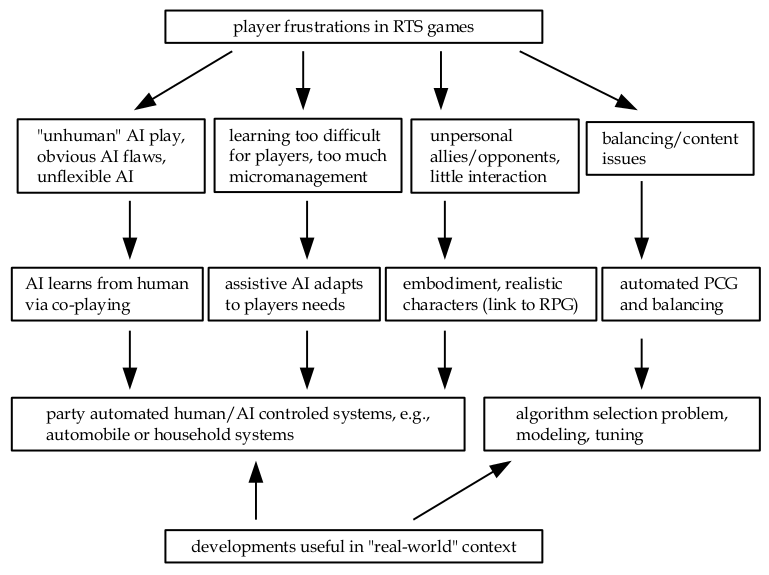 player frustrations in RTS games
"unhuman" AI play,
obvious AI flaws,
unflexible AI
learning too difficult
for players, too much
micromanagement
unpersonal
allies/opponents,
little interaction
balancing/content
issues
AI learns from human
via co-playing
assistive AI adapts
to players needs
embodiment, realistic
characters (link to RPG)
automated PCG
and balancing
party automated human/AI controled systems, e.g.,
automobile or household systems
algorithm selection problem,
modeling, tuning
developments useful in "real-world" context